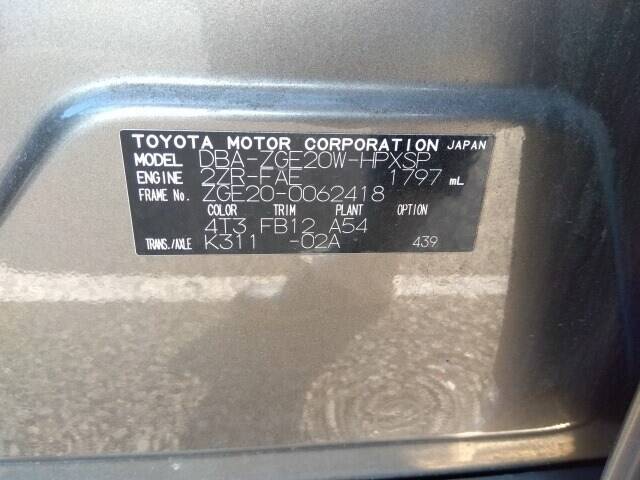 TOYOTA MOTOR CORPORATION JAPAN
MODEL DBA-ZGE20W-HPXSP
ENGINE 2ZR-FAE 1797 mL
FRAME No. ZGE20-0062418
COLOR TRIM PLANT OPTION
4T3 FB12 A54
TRANS./AXLE K311 -02A 439